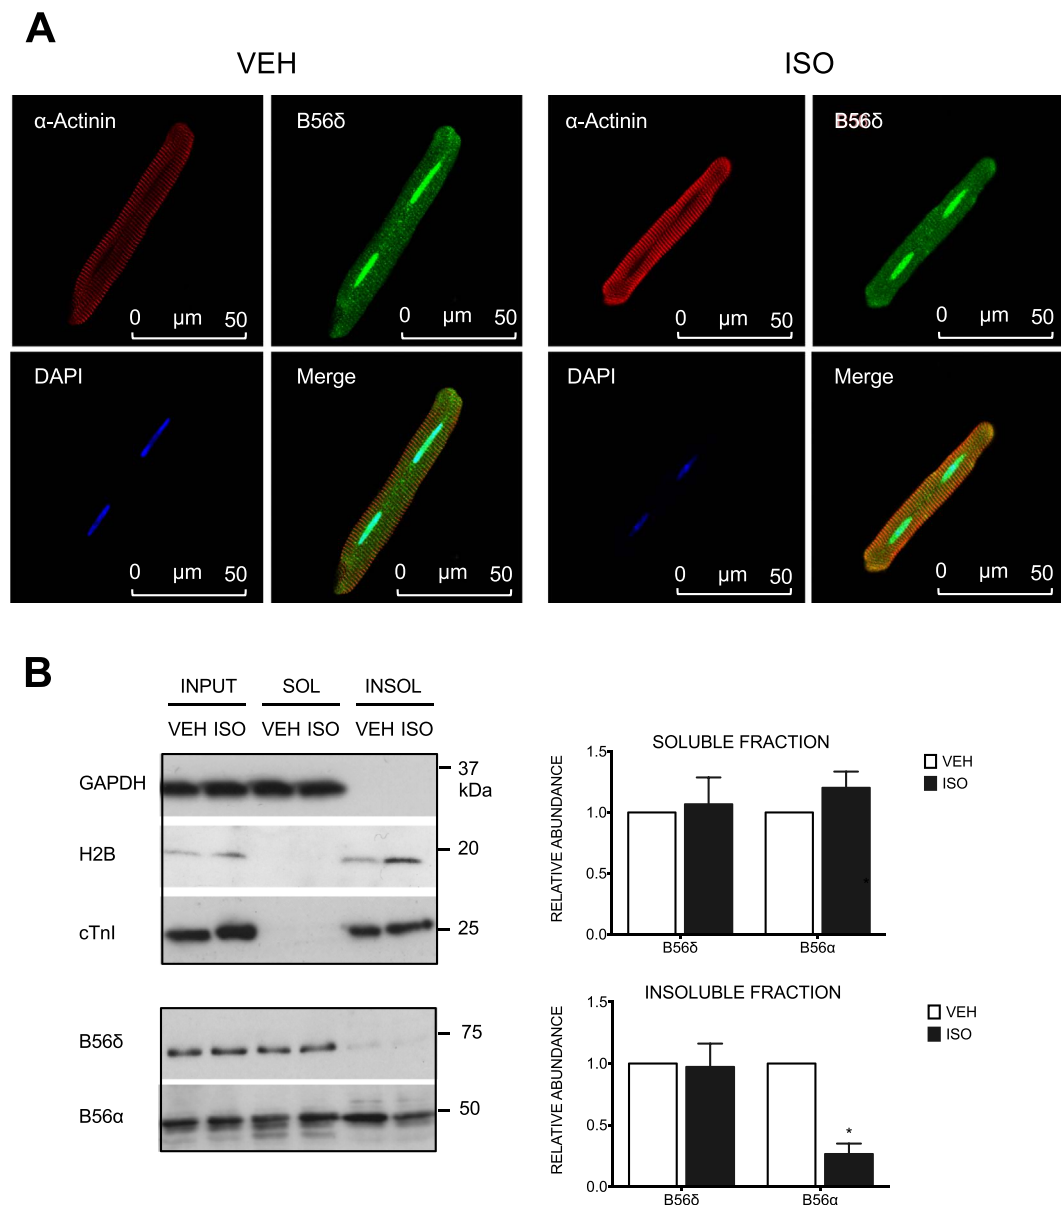 A
VEH ISO
α-Actinin B56δ α-Actinin B56δ
0 µm 50 0 µm 50 0 µm 50 0 µm 50
DAPI Merge DAPI Merge
0 µm 50 0 µm 50 0 µm 50 0 µm 50
B
INPUT SOL INSOL
VEH ISO VEH ISO VEH ISO
GAPDH 37
kDa
H2B 20
cTnI 25
B56δ 75
B56α 50
SOLUBLE FRACTION
RELATIVE ABUNDANCE
1.5
1.0
0.5
0.0
B56δ B56α
VEH
ISO
INSOLUBLE FRACTION
RELATIVE ABUNDANCE
1.5
1.0
0.5
0.0
*
B56δ B56α
VEH
ISO